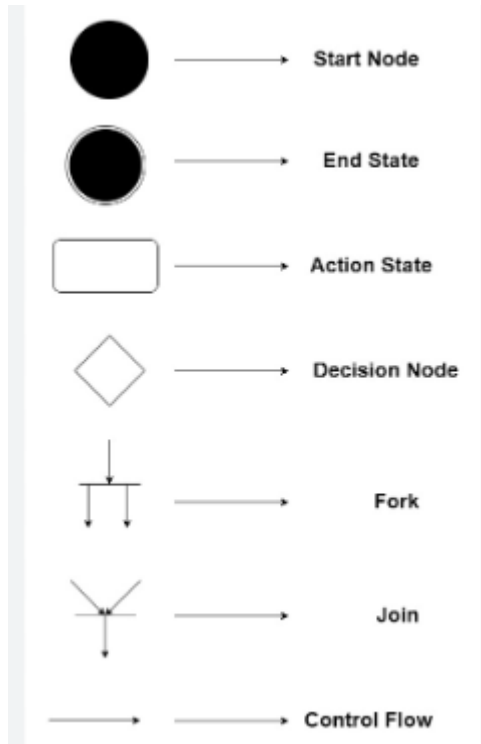 Start Node
End State
Action State
Decision Node
Fork
Join
Control Flow